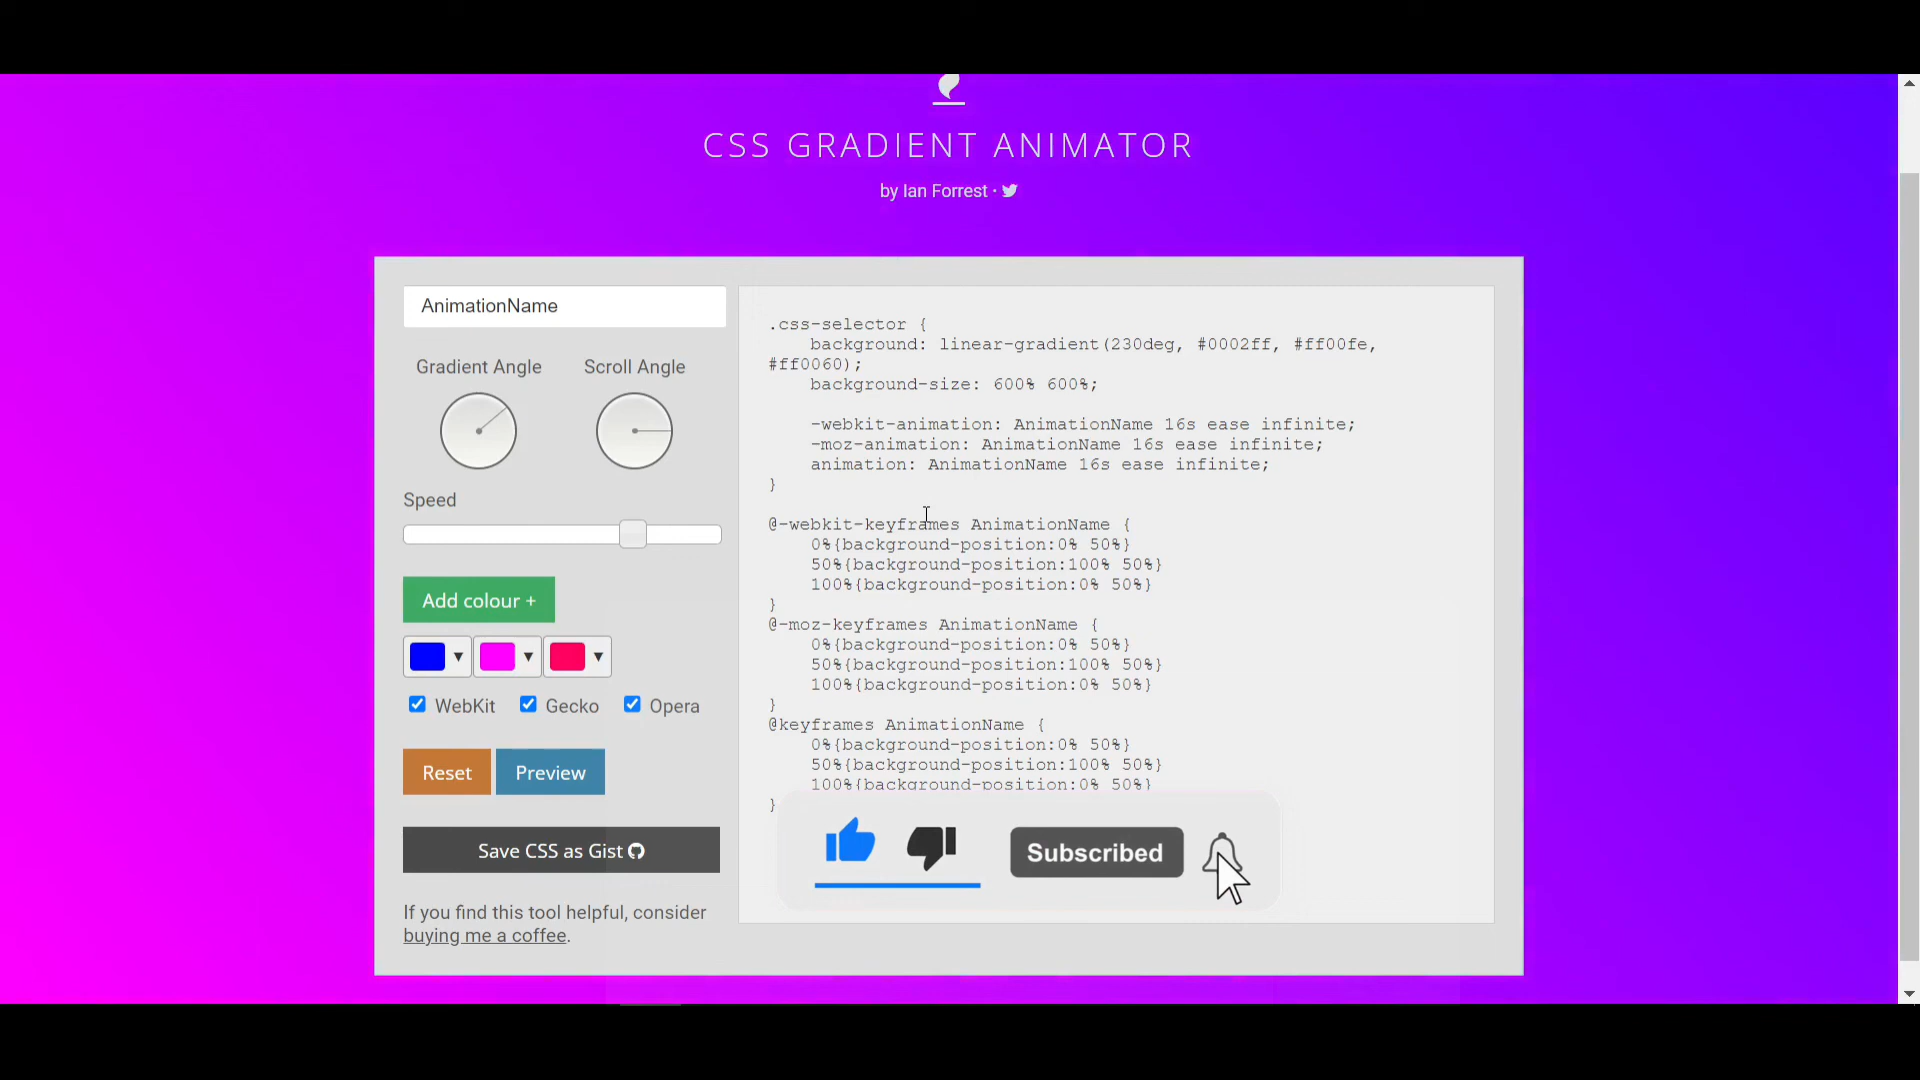 CSS GRADIENT ANIMATOR
by Ian Forrest ·
AnimationName
Gradient Angle Scroll Angle
Speed
Add colour +
WebKit Gecko Opera
Reset Preview
Save CSS as Gist
If you find this tool helpful, consider
buying me a coffee.
.css-selector {
    background: linear-gradient(230deg, #0002ff, #ff00fe,
#ff0060);
    background-size: 600% 600%;
    -webkit-animation: AnimationName 16s ease infinite;
    -moz-animation: AnimationName 16s ease infinite;
    animation: AnimationName 16s ease infinite;
}
@-webkit-keyframes AnimationName {
    0%{background-position:0% 50%}
    50%{background-position:100% 50%}
    100%{background-position:0% 50%}
}
@-moz-keyframes AnimationName {
    0%{background-position:0% 50%}
    50%{background-position:100% 50%}
    100%{background-position:0% 50%}
}
@keyframes AnimationName {
    0%{background-position:0% 50%}
    50%{background-position:100% 50%}
    100%{background-position:0% 50%}
}
Subscribed